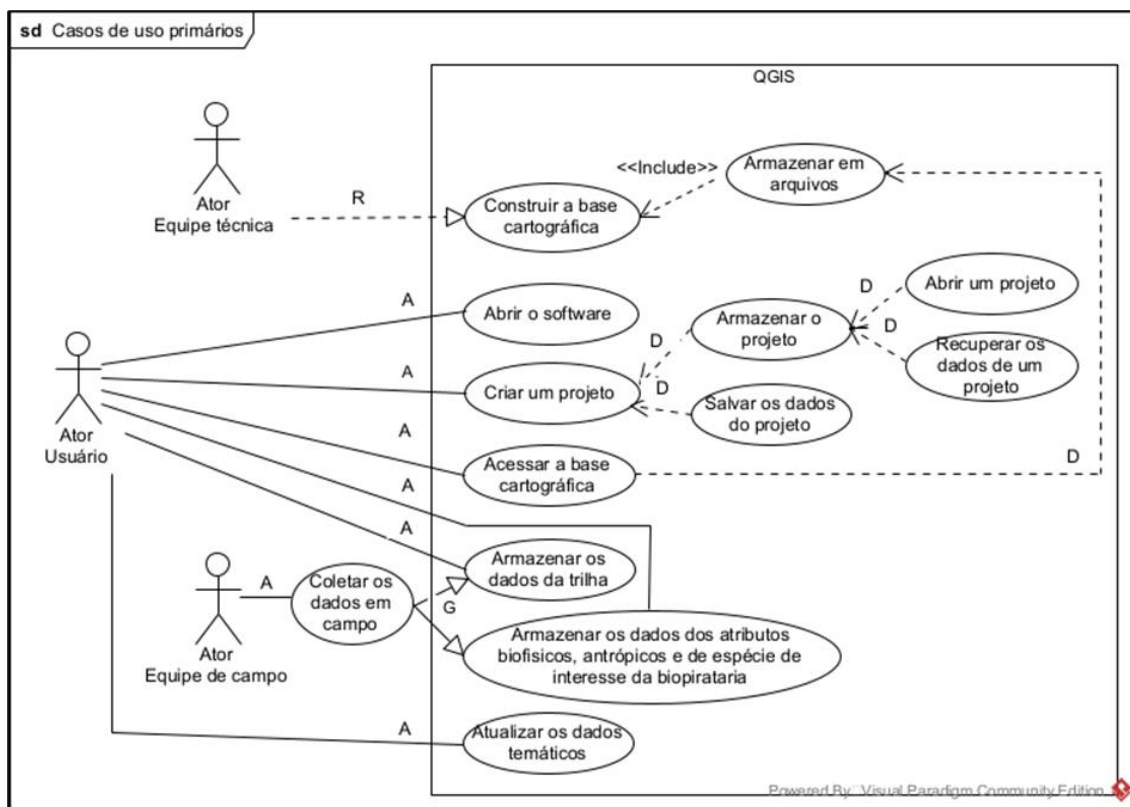 sd Casos de uso primários
QGIS
Ator
Equipe técnica
R
Construir a base
cartográfica
<<Include>>
Armazenar em
arquivos
A
Abrir o software
Armazenar o
projeto
D
Abrir um projeto
D
Recuperar os
dados de um
projeto
Ator
Usuário
A
Criar um projeto
D
D
Salvar os dados
do projeto
A
Acessar a base
cartográfica
D
A
A
Armazenar os
dados da trilha
Ator
Equipe de campo
A
Coletar os
dados em
campo
G
Armazenar os dados dos atributos
biofisicos, antrópicos e de espécie de
interesse da biopirataria
A
Atualizar os dados
temáticos
Powered By Visual Paradigm Community Edition